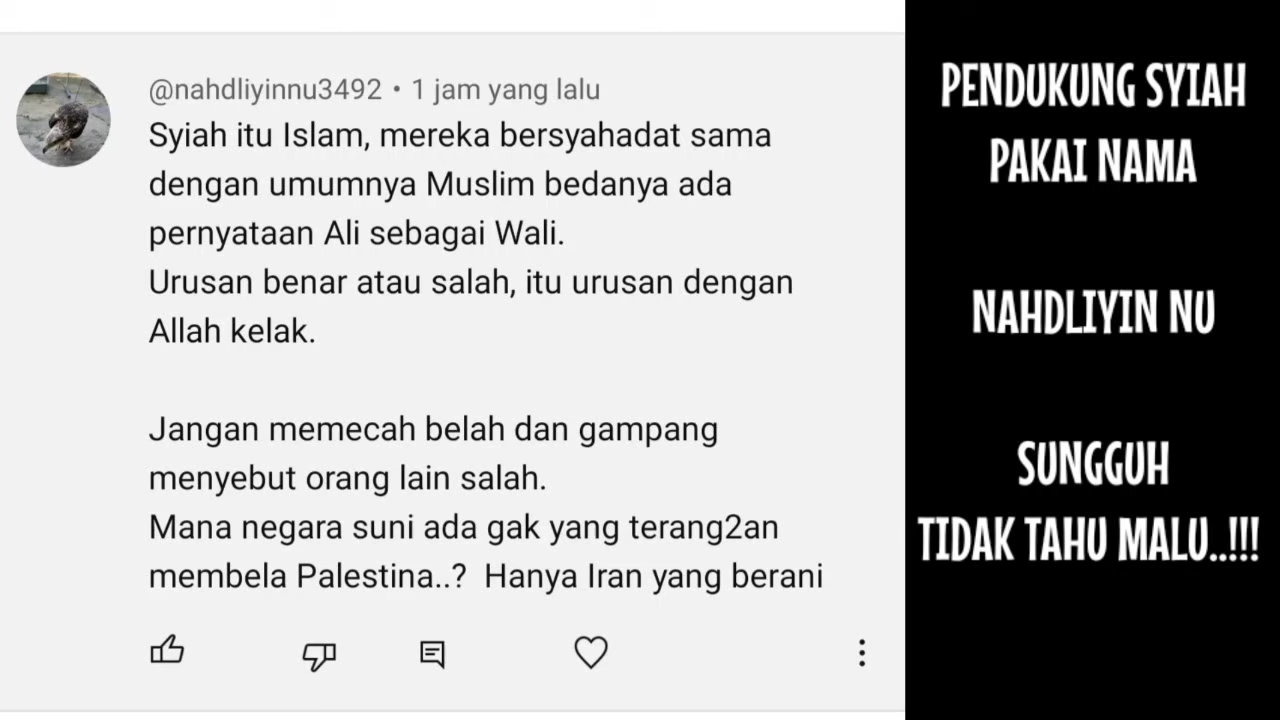 @nahdliyinnu3492 • 1 jam yang lalu
Syiah itu Islam, mereka bersyahadat sama
dengan umumnya Muslim bedanya ada
pernyataan Ali sebagai Wali.
Urusan benar atau salah, itu urusan dengan
Allah kelak.
Jangan memecah belah dan gampang
menyebut orang lain salah.
Mana negara suni ada gak yang terang2an
membela Palestina..? Hanya Iran yang berani
PENDUKUNG SYIAH
PAKAI NAMA
NAHDLIYIN NU
SUNGGUH
TIDAK TAHU MALU..!!!